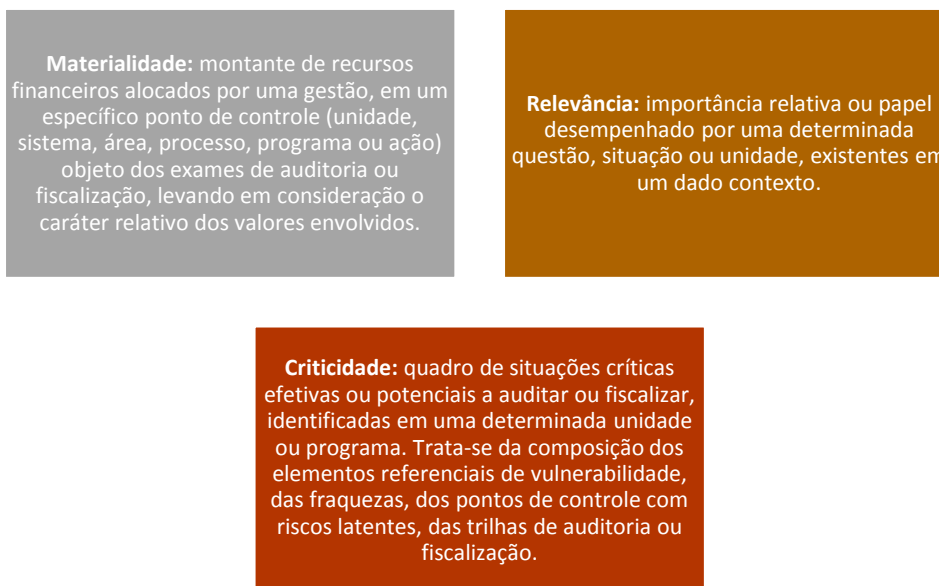 Materialidade: montante de recursos
financeiros alocados por uma gestão, em um
específico ponto de controle (unidade,
sistema, área, processo, programa ou ação)
objeto dos exames de auditoria ou
fiscalização, levando em consideração o
caráter relativo dos valores envolvidos.
Relevância: importância relativa ou papel
desempenhado por uma determinada
questão, situação ou unidade, existentes em
um dado contexto.
Criticidade: quadro de situações críticas
efetivas ou potenciais a auditar ou fiscalizar,
identificadas em uma determinada unidade
ou programa. Trata-se da composição dos
elementos referenciais de vulnerabilidade,
das fraquezas, dos pontos de controle com
riscos latentes, das trilhas de auditoria ou
fiscalização.